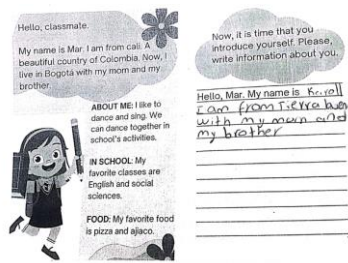 Hello, classmate.
My name is Mar. I am from cali. A
beautiful country of Colombia. Now, I
live in Bogotá with my mom and my
brother.
ABOUT ME: I like to
dance and sing. We
can dance together in
school's activities.
IN SCHOOL: My
favorite classes are
English and social
sciences.
FOOD: My favorite food
is pizza and ajiaco.
Now, it is time that you
introduce yourself. Please,
write information about you.
Hello, Mar. My name is
I am from
with my mom and
my brother